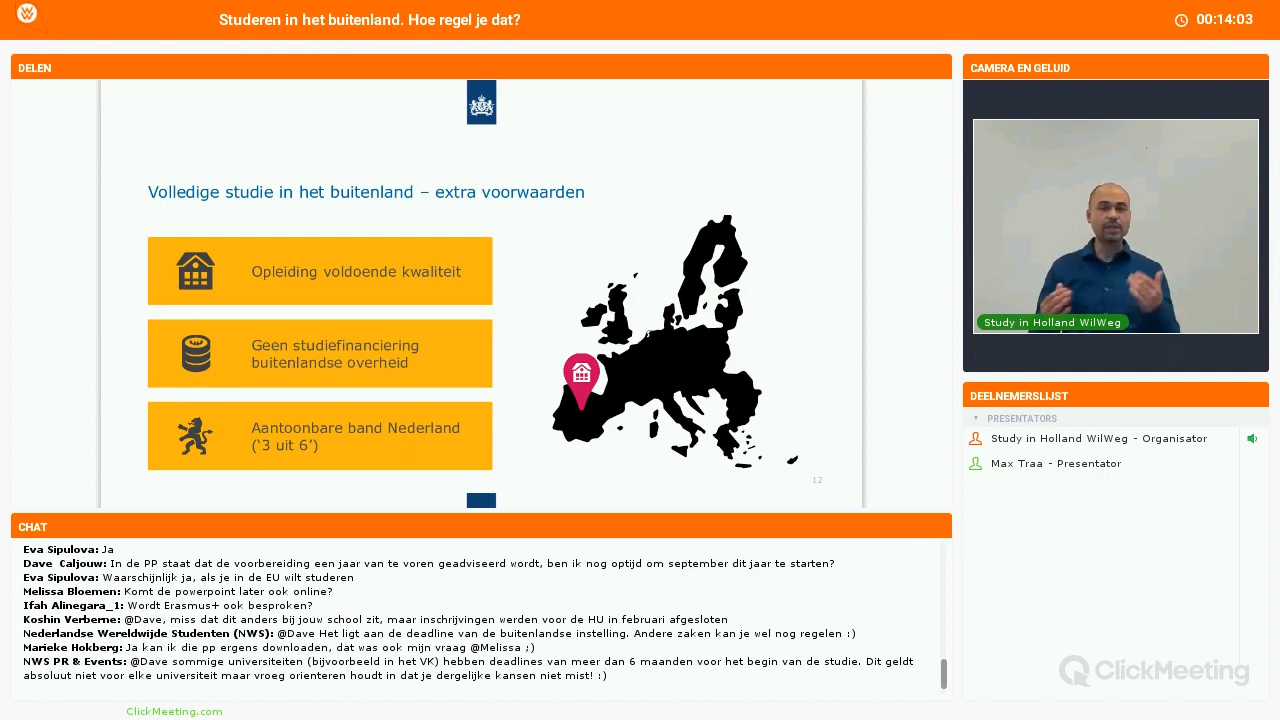 Studeren in het buitenland. Hoe regel je dat?
00:14:03
DELEN
Volledige studie in het buitenland – extra voorwaarden
Opleiding voldoende kwaliteit
Geen studiefinanciering
buitenlandse overheid
Aantoonbare band Nederland
('3 uit 6')
12
CAMERA EN GELUID
Study in Holland WilWeg
DEELNEMERSLIJST
PRESENTATORS
Study in Holland WilWeg - Organisator
Max Traa - Presentator
CHAT
Eva Sipulova: Ja
Dave Caljouw: In de PP staat dat de voorbereiding een jaar van te voren geadviseerd wordt, ben ik nog optijd om september dit jaar te starten?
Eva Sipulova: Waarschijnlijk ja, als je in de EU wilt studeren
Melissa Bloemen: Komt de powerpoint later ook online?
Ifah Alinegara_1: Wordt Erasmus+ ook besproken?
Koshin Verberne: @Dave, miss dat dit anders bij jouw school zit, maar inschrijvingen werden voor de HU in februari afgesloten
Nederlandse Wereldwijde Studenten (NWS): @Dave Het ligt aan de deadline van de buitenlandse instelling. Andere zaken kan je wel nog regelen :)
Marieke Hokberg: Ja kan ik die pp ergens downloaden, dat was ook mijn vraag @Melissa ;)
NWS PR & Events: @Dave sommige universiteiten (bijvoorbeeld in het VK) hebben deadlines van meer dan 6 maanden voor het begin van de studie. Dit geldt
absoluut niet voor elke universiteit maar vroeg orienteren houdt in dat je dergelijke kansen niet mist! :)
ClickMeeting
ClickMeeting.com